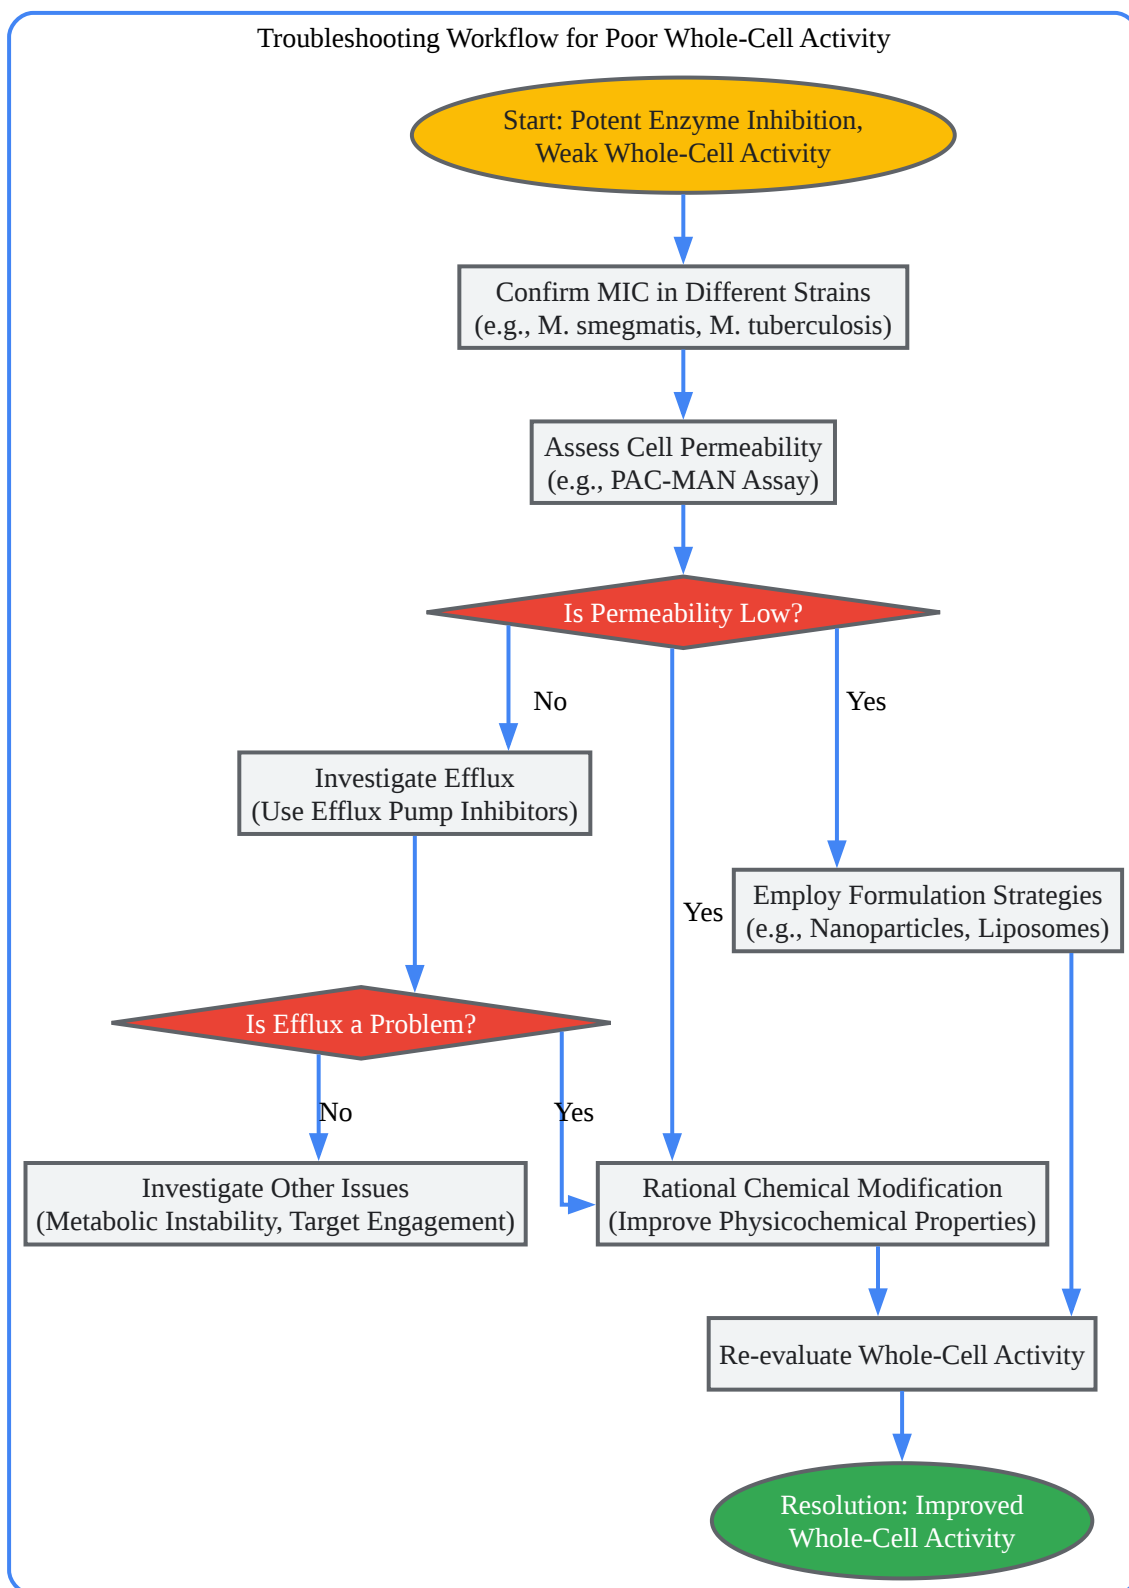 Troubleshooting Workflow for Poor Whole-Cell Activity
Start: Potent Enzyme Inhibition,
Weak Whole-Cell Activity
Confirm MIC in Different Strains
(e.g., M. smegmatis, M. tuberculosis)
Assess Cell Permeability
(e.g., PAC-MAN Assay)
Is Permeability Low?
No
Yes
Investigate Efflux
(Use Efflux Pump Inhibitors)
Yes
Employ Formulation Strategies
(e.g., Nanoparticles, Liposomes)
Is Efflux a Problem?
No
Yes
Investigate Other Issues
(Metabolic Instability, Target Engagement)
Rational Chemical Modification
(Improve Physicochemical Properties)
Re-evaluate Whole-Cell Activity
Resolution: Improved
Whole-Cell Activity